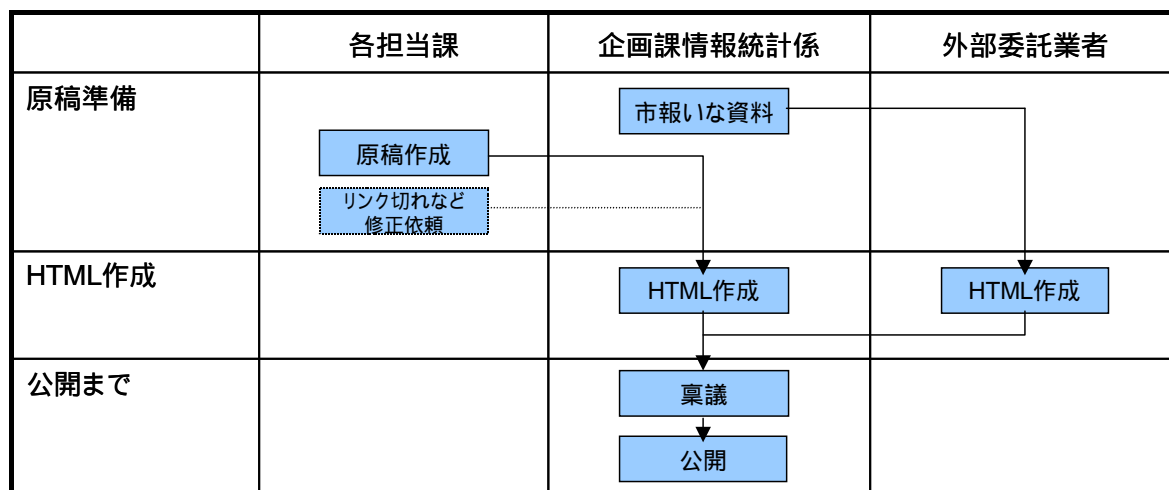 各担当課
企画課情報統計係
外部委託業者
原稿準備
市報いな資料
原稿作成
リンク切れなど
修正依頼
HTML作成
HTML作成
HTML作成
公開まで
稟議
公開